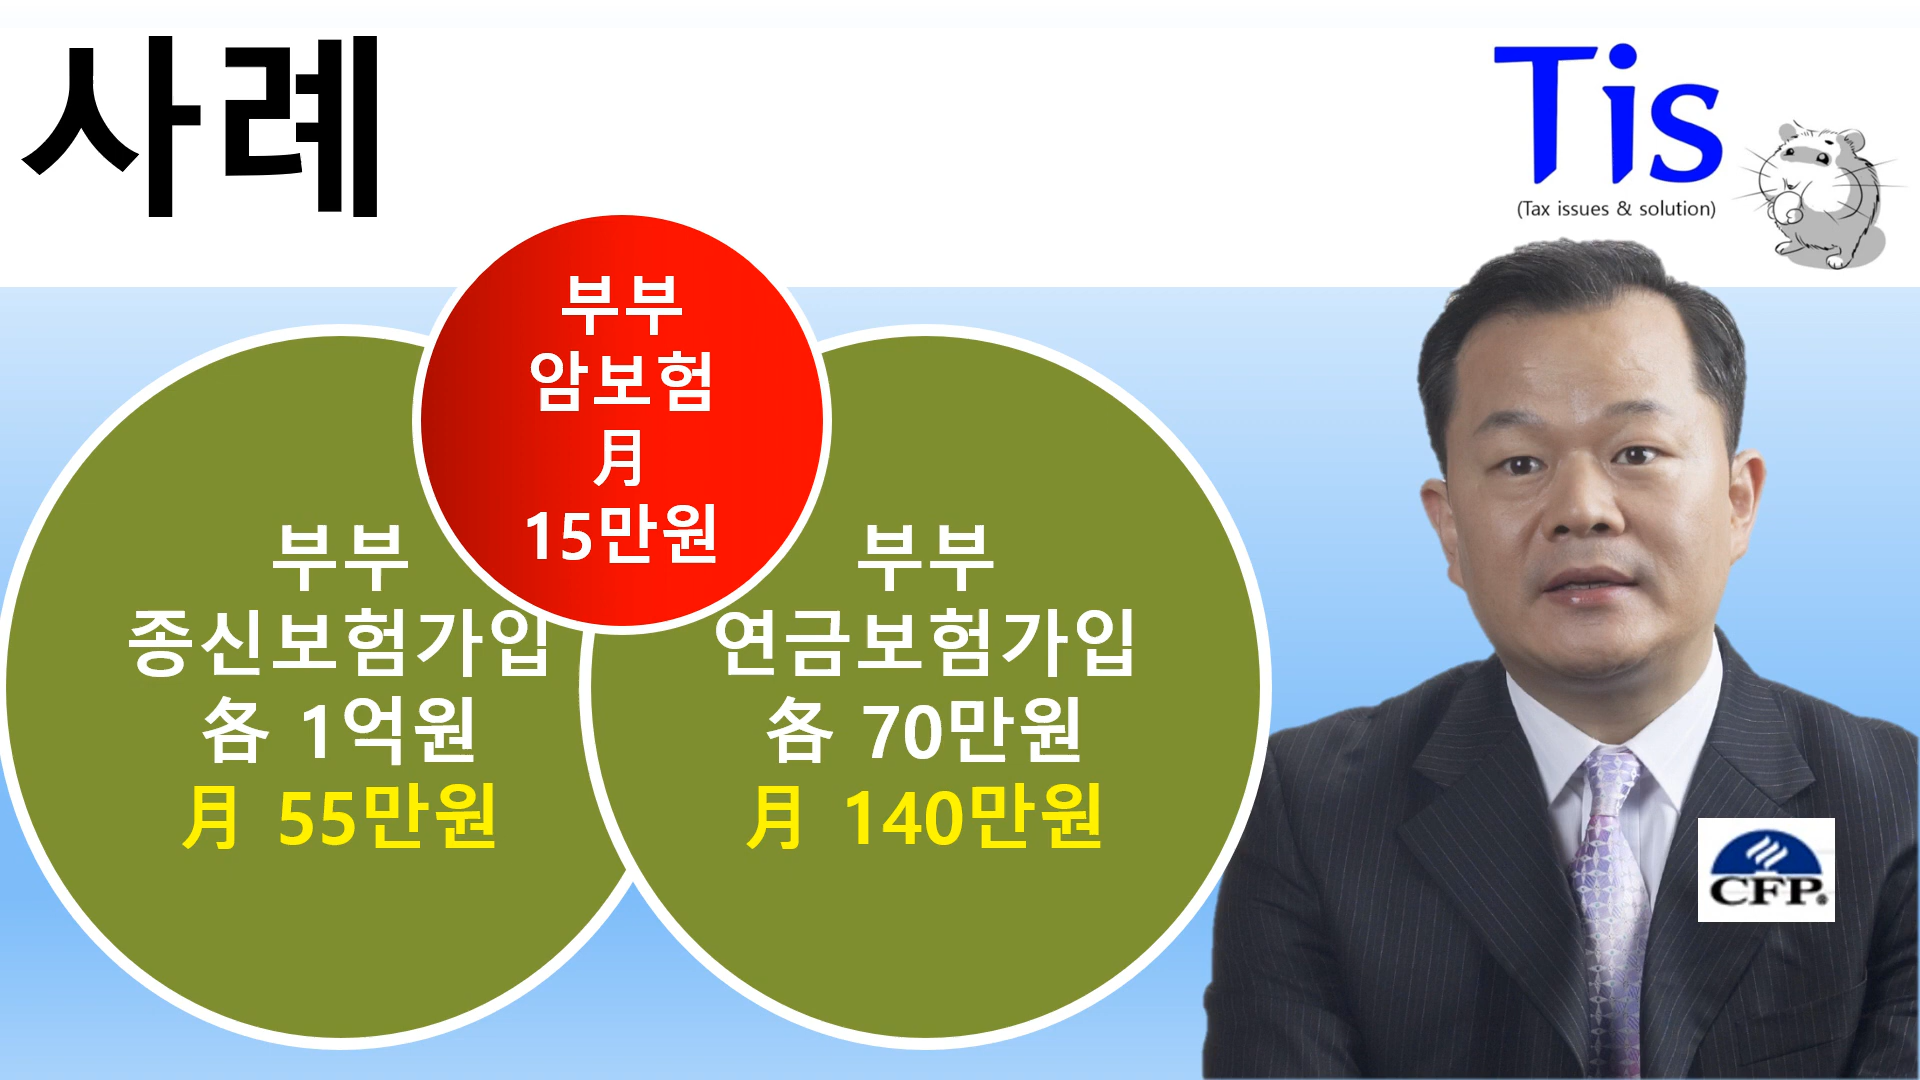 사례
Tis
(Tax issues & solution)
부부
암보험
月
15만원
부부
종신보험가입
各 1억원
月 55만원
부부
연금보험가입
各 70만원
月 140만원
CFP®